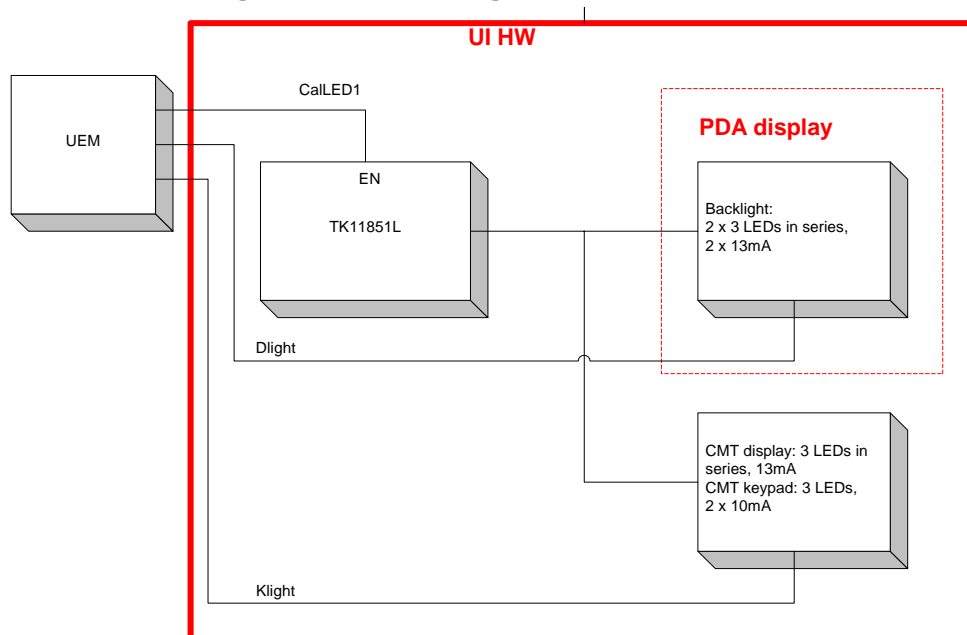 UI HW
CalLED1
UEM
PDA display
EN
TK11851L
Backlight:
2 x 3 LEDs in series,
2 x 13mA
Dlight
CMT display: 3 LEDs in
series, 13mA
CMT keypad: 3 LEDs,
2 x 10mA
Klight